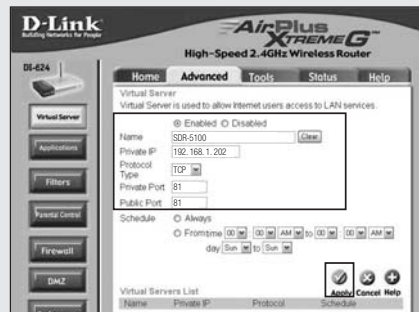 D-Link
Building Networks for People
AirPlus
XTREME G
High-Speed 2.4GHz Wireless Router
DI-624
Home Advanced Tools Status Help
Virtual Server
Virtual Server is used to allow Internet users access to LAN services.
Enabled Disabled
Name SDR-5100 Clear
Private IP 192.168.1.202
Protocol Type TCP
Private Port 81
Public Port 81
Schedule Always
From time 00 : 00 AM to 00 : 00 AM
day Sun to Sun
Apply Cancel Help
Virtual Servers List
Name Private IP Protocol Schedule
Virtual Server
Applications
Filters
Parental Control
Firewall
DMZ